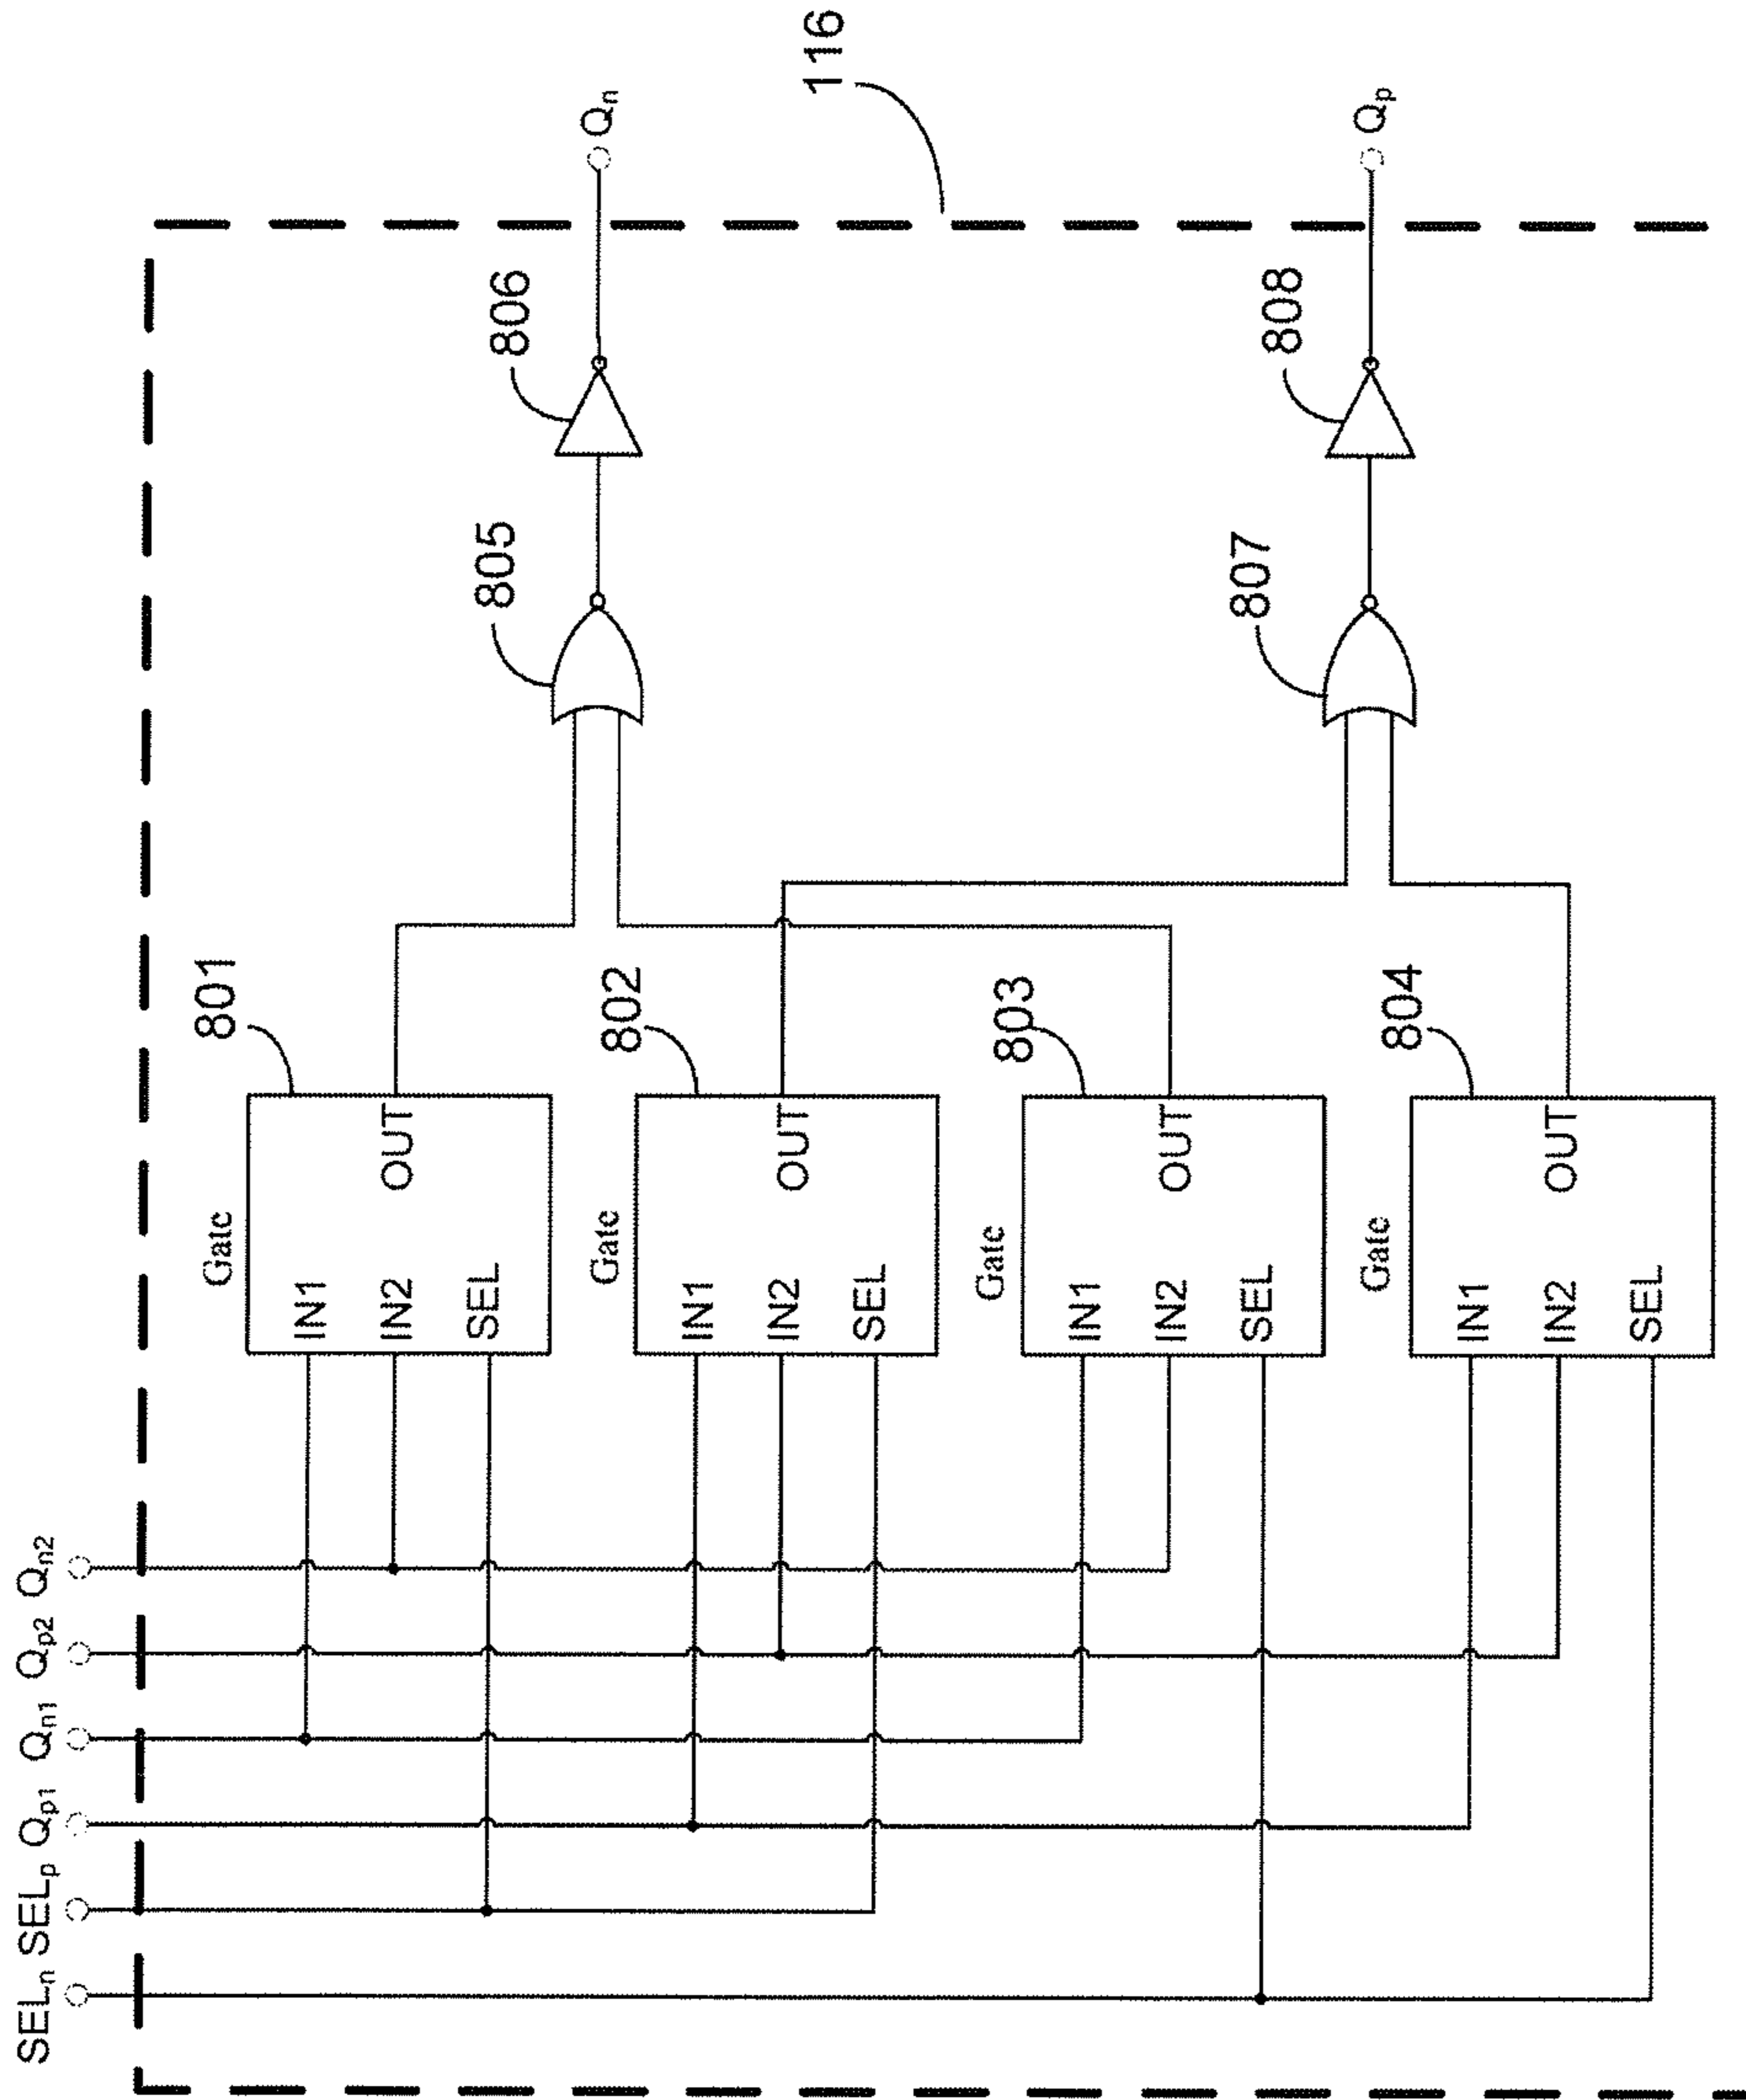 SELn
SELp
Qp1
Qn1
Qp2
Qn2
Gate
IN1
IN2
SEL
OUT
801
Gate
IN1
IN2
SEL
OUT
802
Gate
IN1
IN2
SEL
OUT
803
Gate
IN1
IN2
SEL
OUT
804
805
806
807
808
Qn
Qp
116